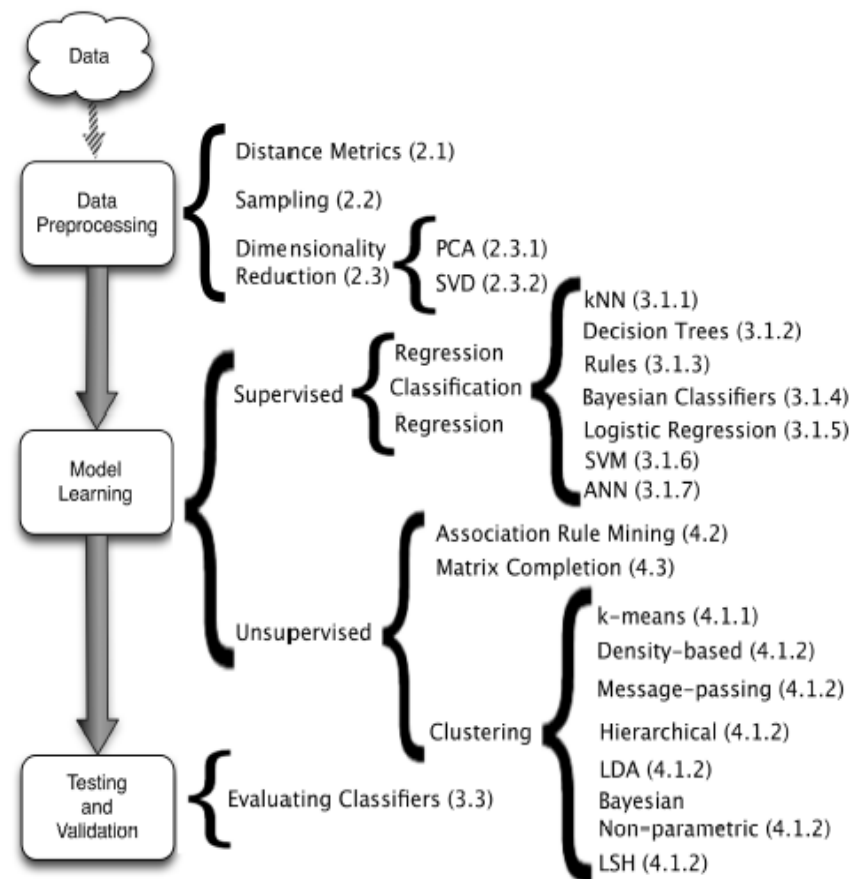 Data
Data
Preprocessing
Distance Metrics (2.1)
Sampling (2.2)
Dimensionality
Reduction (2.3)
PCA (2.3.1)
SVD (2.3.2)
Model
Learning
Supervised
Regression
Classification
Regression
kNN (3.1.1)
Decision Trees (3.1.2)
Rules (3.1.3)
Bayesian Classifiers (3.1.4)
Logistic Regression (3.1.5)
SVM (3.1.6)
ANN (3.1.7)
Unsupervised
Association Rule Mining (4.2)
Matrix Completion (4.3)
Clustering
k-means (4.1.1)
Density-based (4.1.2)
Message-passing (4.1.2)
Hierarchical (4.1.2)
LDA (4.1.2)
Bayesian
Non-parametric (4.1.2)
LSH (4.1.2)
Testing
and
Validation
Evaluating Classifiers (3.3)